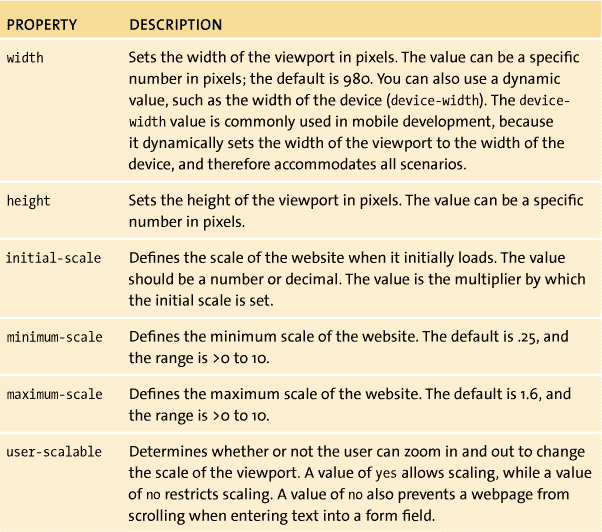 PROPERTY DESCRIPTION
width Sets the width of the viewport in pixels. The value can be a specific
number in pixels; the default is 980. You can also use a dynamic
value, such as the width of the device (device-width). The device-
width value is commonly used in mobile development, because
it dynamically sets the width of the viewport to the width of the
device, and therefore accommodates all scenarios.
height Sets the height of the viewport in pixels. The value can be a specific
number in pixels.
initial-scale Defines the scale of the website when it initially loads. The value
should be a number or decimal. The value is the multiplier by which
the initial scale is set.
minimum-scale Defines the minimum scale of the website. The default is .25, and
the range is >0 to 10.
maximum-scale Defines the maximum scale of the website. The default is 1.6, and
the range is >0 to 10.
user-scalable Determines whether or not the user can zoom in and out to change
the scale of the viewport. A value of yes allows scaling, while a value
of no restricts scaling. A value of no also prevents a webpage from
scrolling when entering text into a form field.